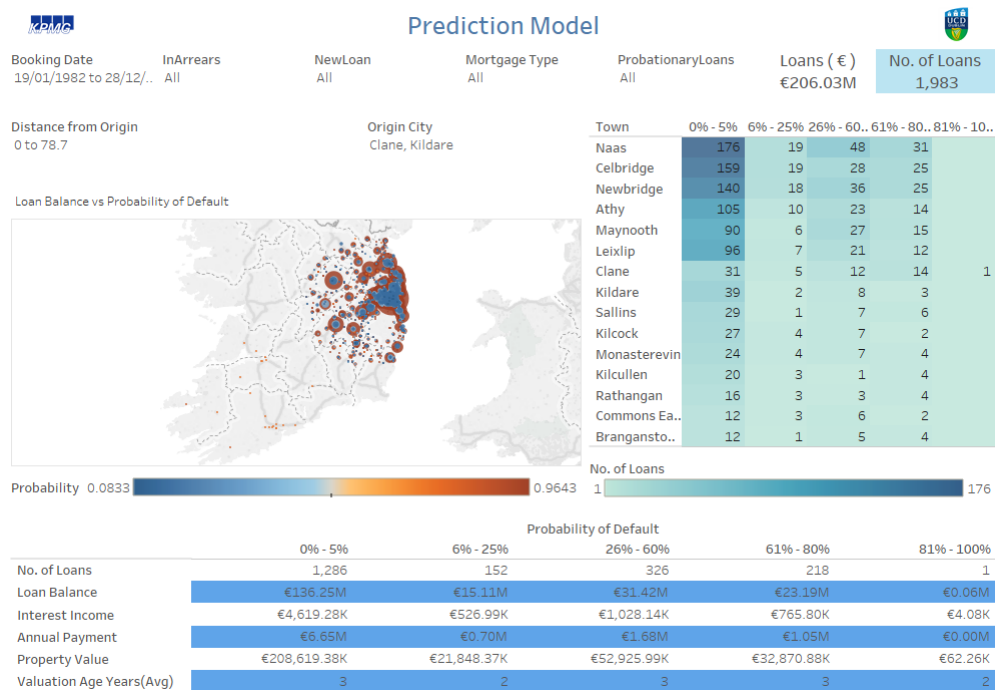 KPMG
Prediction Model
UCD
DUBLIN
Booking Date InArrears NewLoan Mortgage Type ProbationaryLoans Loans ( € ) No. of Loans
19/01/1982 to 28/12/.. All All All All €206.03M 1,983
Distance from Origin Origin City
0 to 78.7 Clane, Kildare
Town 0% - 5% 6% - 25% 26% - 60.. 61% - 80.. 81% - 10..
Naas 176 19 48 31
Celbridge 159 19 28 25
Newbridge 140 18 36 25
Athy 105 10 23 14
Maynooth 90 6 27 15
Leixlip 96 7 21 12
Clane 31 5 12 14 1
Kildare 39 2 8 3
Sallins 29 1 7 6
Kilcock 27 4 7 2
Monasterevin 24 4 7 4
Kilcullen 20 3 1 4
Rathangan 16 3 3 4
Commons Ea.. 12 3 6 2
Brangansto.. 12 1 5 4
Loan Balance vs Probability of Default
Probability 0.0833 0.9643
No. of Loans
1 176
Probability of Default
0% - 5% 6% - 25% 26% - 60% 61% - 80% 81% - 100%
No. of Loans 1,286 152 326 218 1
Loan Balance €136.25M €15.11M €31.42M €23.19M €0.06M
Interest Income €4,619.28K €526.99K €1,028.14K €765.80K €4.08K
Annual Payment €6.65M €0.70M €1.68M €1.05M €0.00M
Property Value €208,619.38K €21,848.37K €52,925.99K €32,870.88K €62.26K
Valuation Age Years(Avg) 3 2 3 3 2